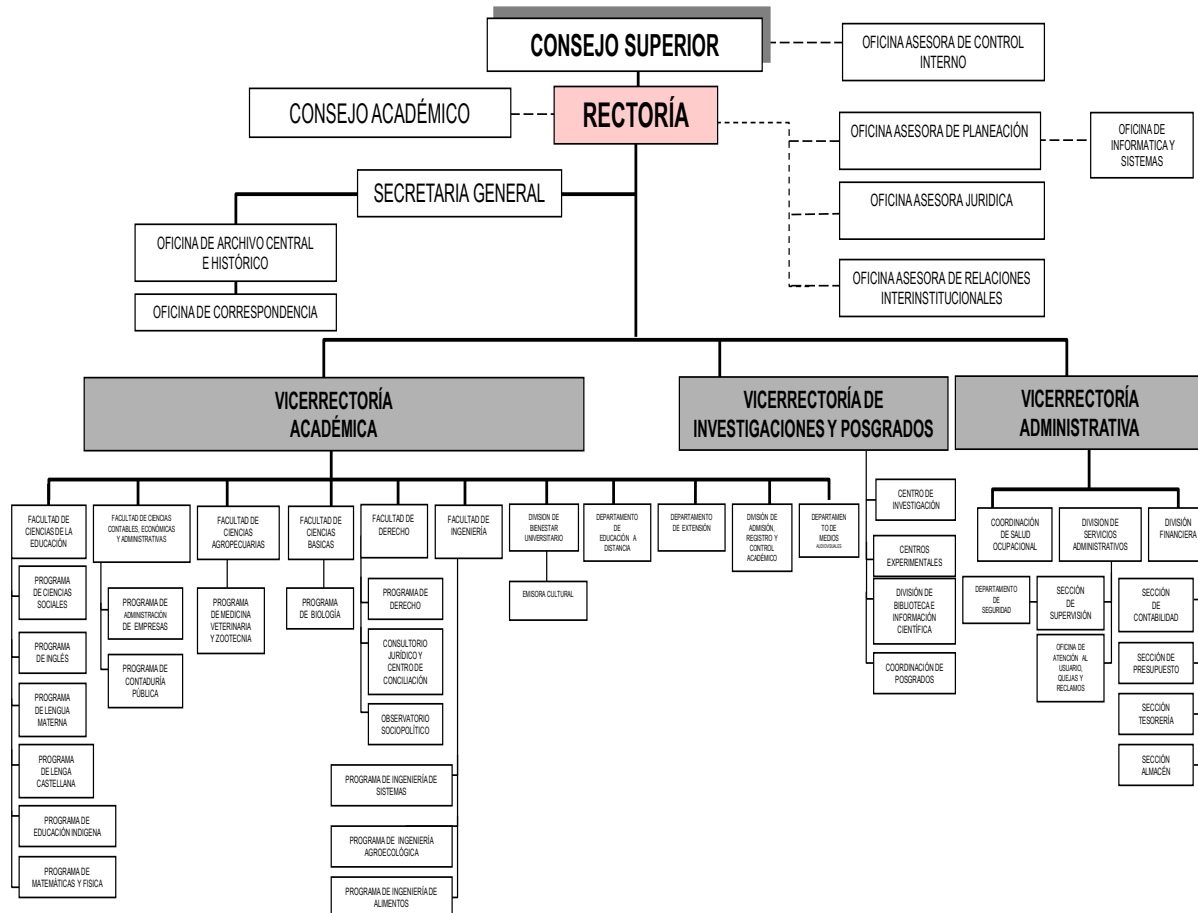 CONSEJO SUPERIOR
OFICINA ASESORA DE CONTROL
INTERNO
CONSEJO ACADÉMICO
RECTORÍA
OFICINA ASESORA DE PLANEACIÓN
OFICINA DE
INFORMATICA Y
SISTEMAS
SECRETARIA GENERAL
OFICINA ASESORA JURIDICA
OFICINA DE ARCHIVO CENTRAL
E HISTÓRICO
OFICINA ASESORA DE RELACIONES
INTERINSTITUCIONALES
OFICINA DE CORRESPONDENCIA
VICERRECTORÍA
ACADÉMICA
VICERRECTORÍA DE
INVESTIGACIONES Y POSGRADOS
VICERRECTORÍA
ADMINISTRATIVA
FACULTAD DE
CIENCIAS DE LA
EDUCACIÓN
FACULTAD DE CIENCIAS
CONTABLES, ECONÓMICAS
Y ADMINISTRATIVAS
FACULTAD DE
CIENCIAS
AGROPECUARIAS
FACULTAD DE
CIENCIAS
BASICAS
FACULTAD DE
DERECHO
FACULTAD DE
INGENIERÍA
DIVISION DE
BIENESTAR
UNIVERSITARIO
DEPARTAMENTO
DE
EDUCACIÓN A
DISTANCIA
DEPARTAMENTO
DE EXTENSIÓN
DIVISIÓN DE
ADMISIÓN,
REGISTRO Y
CONTROL
ACADÉMICO
DEPARTAMEN
TO DE
MEDIOS
AUDIOVISUALES
CENTRO DE
INVESTIGACIÓN
COORDINACIÓN
DE SALUD
OCUPACIONAL
DIVISION DE
SERVICIOS
ADMINISTRATIVOS
DIVISIÓN
FINANCIERA
PROGRAMA
DE CIENCIAS
SOCIALES
PROGRAMA DE
ADMINISTRACIÓN
DE EMPRESAS
PROGRAMA
DE MEDICINA
VETERINARIA
Y ZOOTECNIA
PROGRAMA
DE BIOLOGÍA
PROGRAMA DE
DERECHO
EMISORA CULTURAL
CENTROS
EXPERIMENTALES
DIVISIÓN DE
BIBLIOTECA E
INFORMACIÓN
CIENTÍFICA
DEPARTAMENTO
DE
SEGURIDAD
SECCIÓN
DE
SUPERVISIÓN
SECCIÓN
DE
CONTABILIDAD
PROGRAMA
DE INGLÉS
PROGRAMA DE
CONTADURÍA
PÚBLICA
CONSULTORIO
JURÍDICO Y
CENTRO DE
CONCILIACIÓN
COORDINACIÓN DE
POSGRADOS
OFICINA DE
ATENCIÓN AL
USUARIO,
QUEJAS Y
RECLAMOS
SECCIÓN DE
PRESUPUESTO
PROGRAMA
DE LENGUA
MATERNA
OBSERVATORIO
SOCIOPOLÍTICO
SECCIÓN
TESORERÍA
PROGRAMA
DE LENGA
CASTELLANA
PROGRAMA DE INGENIERÍA DE
SISTEMAS
SECCIÓN
ALMACÉN
PROGRAMA DE
EDUCACIÓN INDIGENA
PROGRAMA DE INGENIERÍA
AGROECOLÓGICA
PROGRAMA DE
MATEMÁTICAS Y FISICA
PROGRAMA DE INGENIERÍA DE
ALIMENTOS